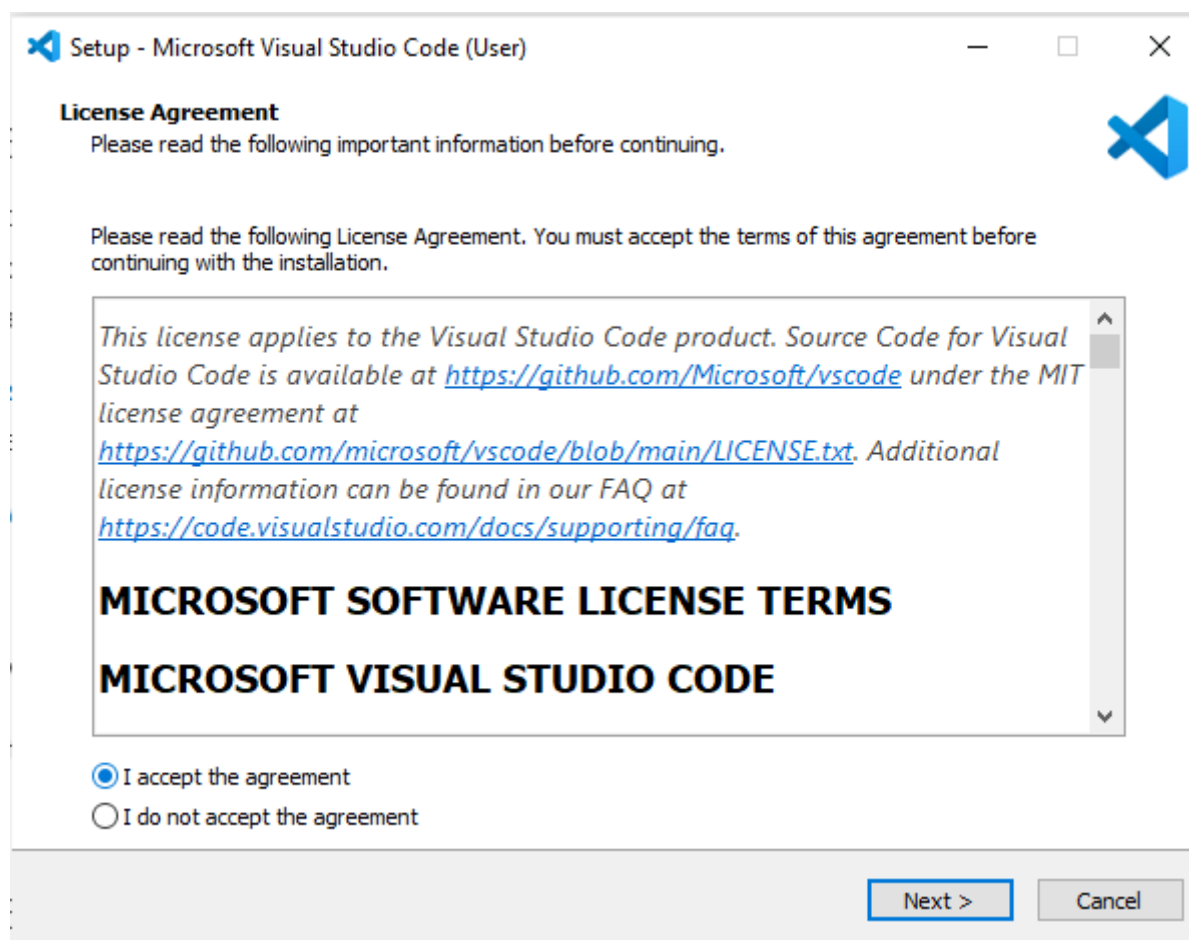 Setup - Microsoft Visual Studio Code (User)
License Agreement
Please read the following important information before continuing.
Please read the following License Agreement. You must accept the terms of this agreement before
continuing with the installation.
This license applies to the Visual Studio Code product. Source Code for Visual
Studio Code is available at https://github.com/Microsoft/vscode under the MIT
license agreement at
https://github.com/microsoft/vscode/blob/main/LICENSE.txt. Additional
license information can be found in our FAQ at
https://code.visualstudio.com/docs/supporting/faq.
MICROSOFT SOFTWARE LICENSE TERMS
MICROSOFT VISUAL STUDIO CODE
I accept the agreement
I do not accept the agreement
Next >
Cancel